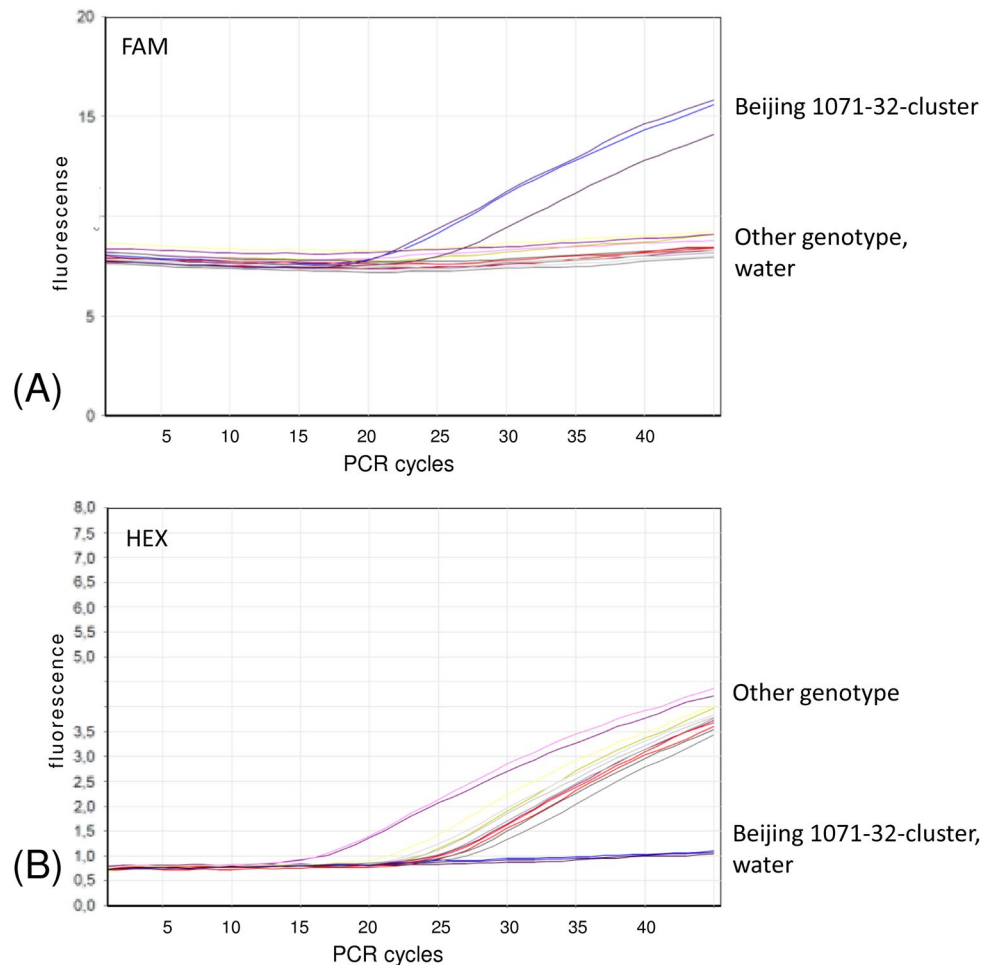 20
FAM
15
Beijing 1071-32-cluster
fluorescense
Other genotype,
water
5
(A)
0
5 10 15 20 25 30 35 40
PCR cycles
8,0
HEX
7,5
7,0
6,5
6,0
5,5
5,0
fluorescence
Other genotype
3,5
3,0
2,5
2,0
1,5
Beijing 1071-32-cluster,
water
1,0
(B)
0,5
0,0
5 10 15 20 25 30 35 40
PCR cycles